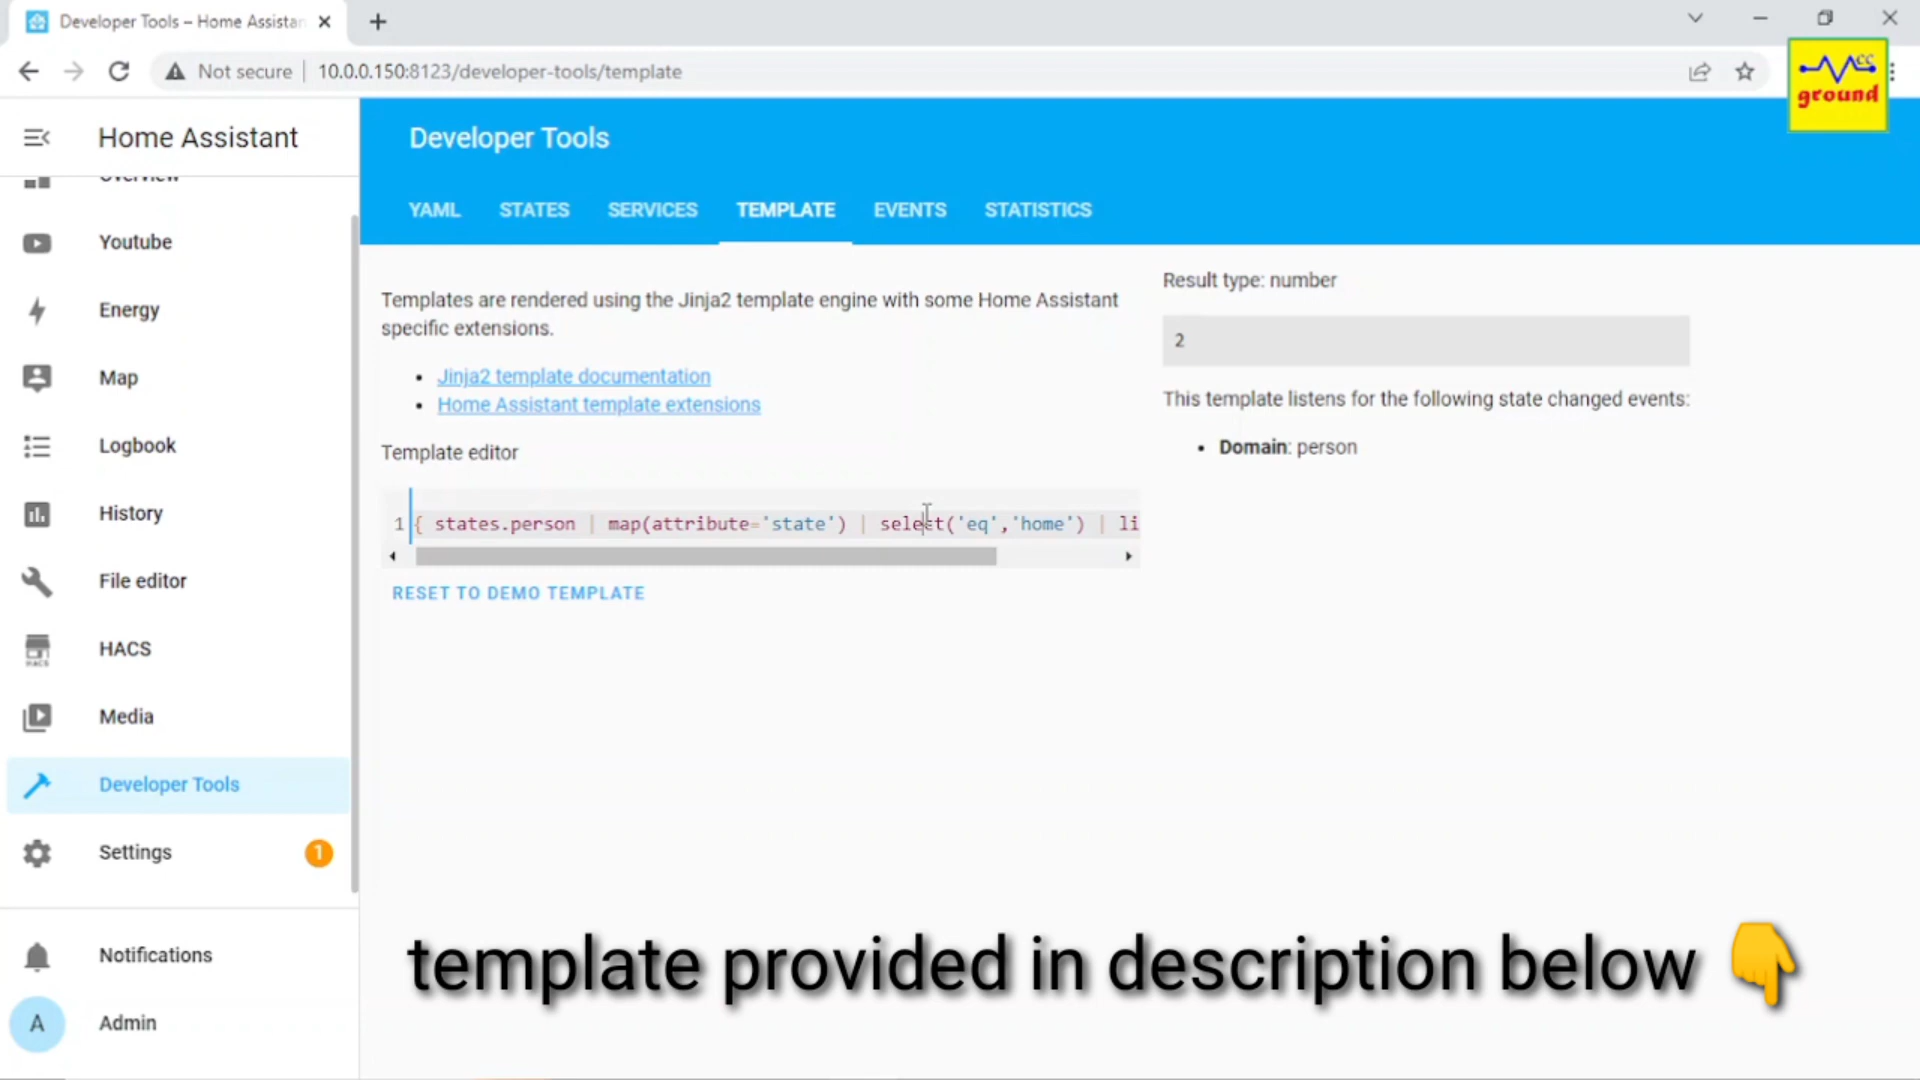 Developer Tools – Home Assistan
Not secure
10.0.0.150:8123/developer-tools/template
cc
ground
Home Assistant
Overview
Youtube
Energy
Map
Logbook
History
File editor
HACS
HACS
Media
Developer Tools
Settings
1
Notifications
A
Admin
Developer Tools
YAML
STATES
SERVICES
TEMPLATE
EVENTS
STATISTICS
Templates are rendered using the Jinja2 template engine with some Home Assistant
specific extensions.
• Jinja2 template documentation
• Home Assistant template extensions
Template editor
1
{ states.person | map(attribute='state') | select('eq','home') | li
RESET TO DEMO TEMPLATE
Result type: number
2
This template listens for the following state changed events:
• Domain: person
template provided in description below 👇